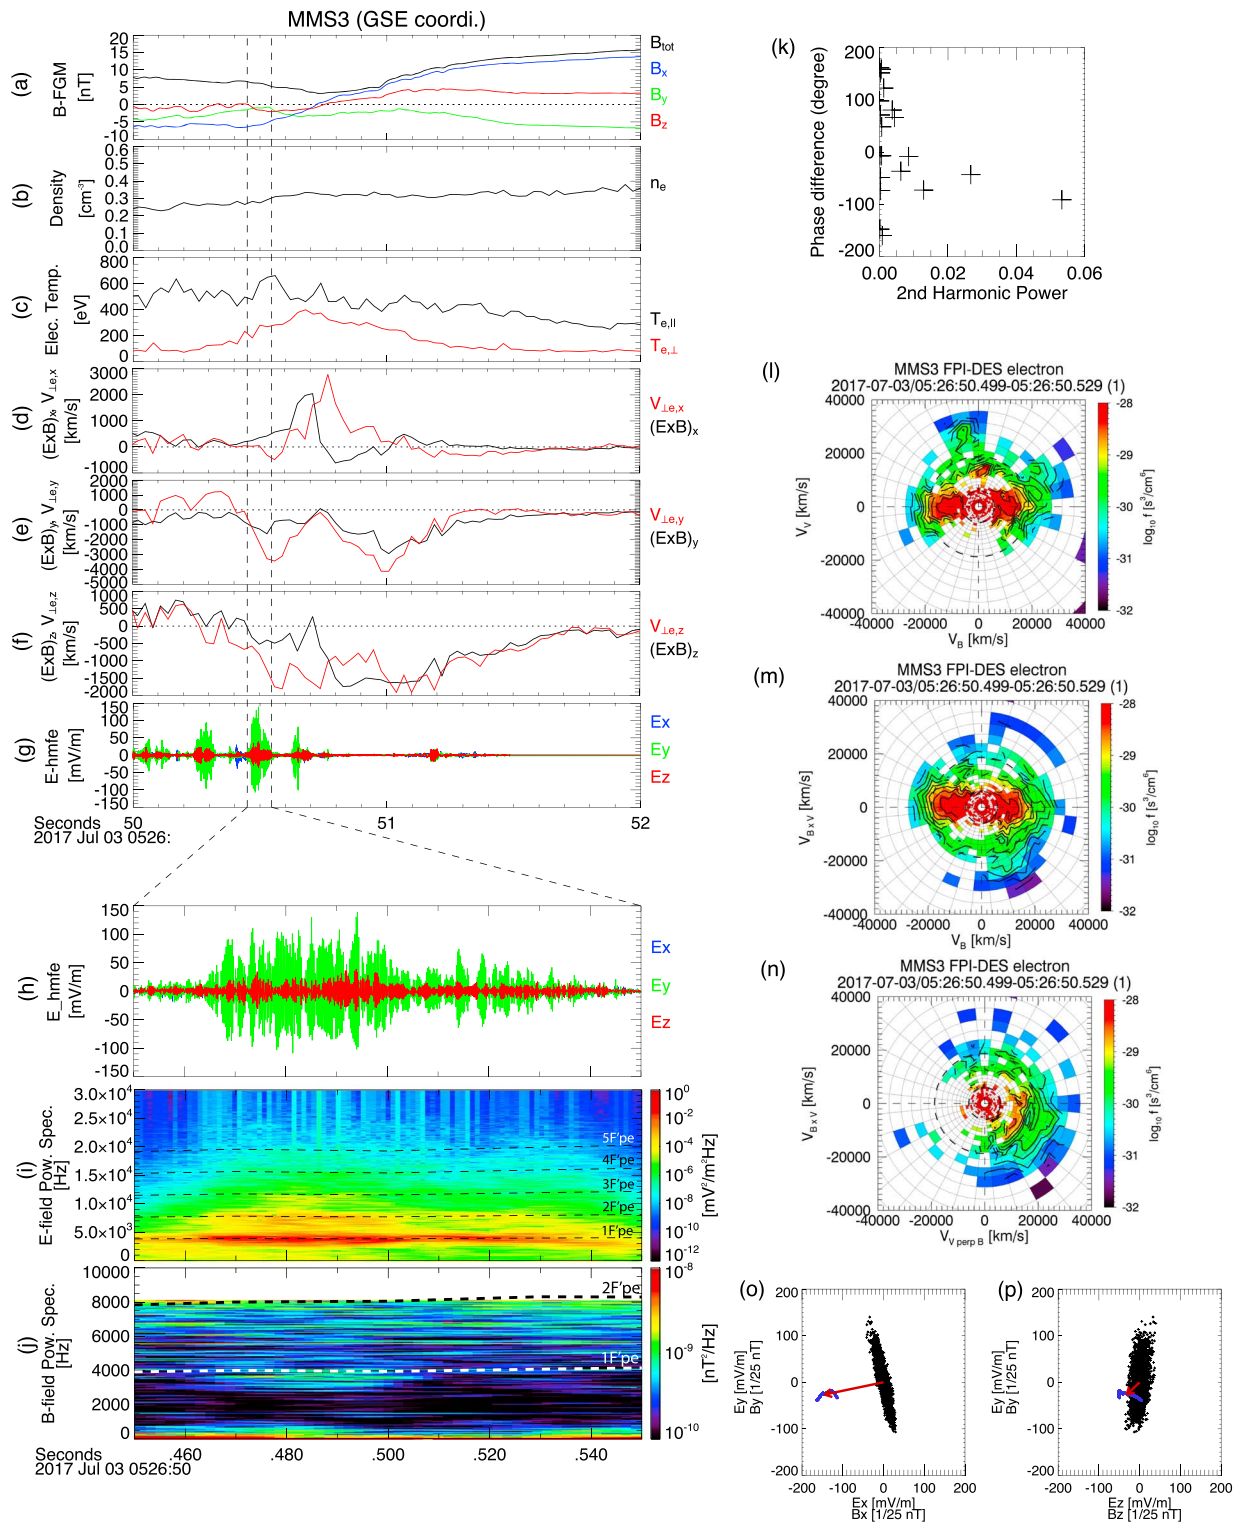 MMS3 (GSE coordi.)
(a)
B-FGM
[nT]
20
15
10
5
0
-5
-10
Btot
Bx
By
Bz
(b)
Density
[cm-3]
0.6
0.5
0.4
0.3
0.2
0.1
0.0
ne
(c)
Elec. Temp.
[eV]
800
600
400
200
0
Te,||
Te,⊥
(d)
(ExB)x, V⊥e,x
[km/s]
3000
2000
1000
0
-1000
V⊥e,x
(ExB)x
(e)
(ExB)y, V⊥e,y
[km/s]
2000
1000
0
-1000
-2000
-3000
-4000
-5000
V⊥e,y
(ExB)y
(f)
(ExB)z, V⊥e,z
[km/s]
1000
500
0
-500
-1000
-1500
-2000
V⊥e,z
(ExB)z
(g)
E-hmfe
[mV/m]
150
100
50
0
-50
-100
-150
Ex
Ey
Ez
50 51 52
Seconds
2017 Jul 03 0526:
(h)
E_hmfe
[mV/m]
150
100
50
0
-50
-100
-150
Ex
Ey
Ez
(i)
E-field Pow. Spec.
[Hz]
3.0×10^4
2.5×10^4
2.0×10^4
1.5×10^4
1.0×10^4
5.0×10^3
0
5F'pe
4F'pe
3F'pe
2F'pe
1F'pe
10^0
10^-2
10^-4
10^-6
10^-8
10^-10
10^-12
[mV2/m2Hz]
(j)
B-field Pow. Spec.
[Hz]
10000
8000
6000
4000
2000
0
2F'pe
1F'pe
10^-8
10^-9
10^-10
[nT2/Hz]
.460 .480 .500 .520 .540
Seconds
2017 Jul 03 0526:50
(k)
Phase difference (degree)
200
100
0
-100
-200
0.00 0.02 0.04 0.06
2nd Harmonic Power
(l)
MMS3 FPI-DES electron
2017-07-03/05:26:50.499-05:26:50.529 (1)
40000
20000
0
-20000
-40000
VV [km/s]
-40000 -20000 0 20000 40000
VB [km/s]
-28
-29
-30
-31
-32
log10 f [s3/cm6]
(m)
MMS3 FPI-DES electron
2017-07-03/05:26:50.499-05:26:50.529 (1)
40000
20000
0
-20000
-40000
VB x V [km/s]
-40000 -20000 0 20000 40000
VB [km/s]
-28
-29
-30
-31
-32
log10 f [s3/cm6]
(n)
MMS3 FPI-DES electron
2017-07-03/05:26:50.499-05:26:50.529 (1)
40000
20000
0
-20000
-40000
VB x V [km/s]
-40000 -20000 0 20000 40000
VV perp B [km/s]
-28
-29
-30
-31
-32
log10 f [s3/cm6]
(o)
Ey [mV/m]
By [1/25 nT]
200
100
0
-100
-200
-200 -100 0 100 200
Ex [mV/m]
Bx [1/25 nT]
(p)
Ey [mV/m]
By [1/25 nT]
200
100
0
-100
-200
-200 -100 0 100 200
Ez [mV/m]
Bz [1/25 nT]